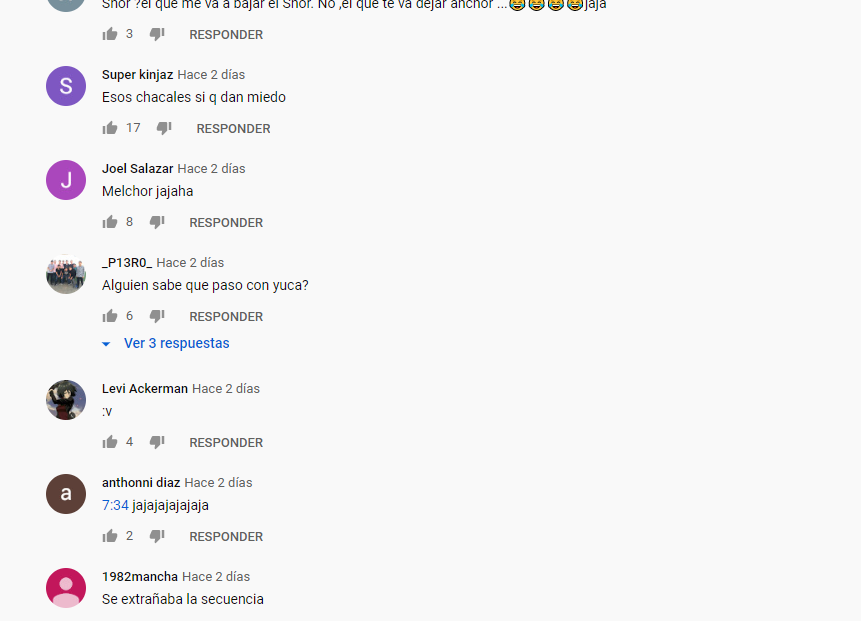 Shor ?el que me va a bajar el Shor. No ,el que te va dejar anchor ...😂😂😂😂jaja
3 RESPONDER
S
Super kinjaz Hace 2 días
Esos chacales si q dan miedo
17 RESPONDER
J
Joel Salazar Hace 2 días
Melchor jajaha
8 RESPONDER
_P13R0_ Hace 2 días
Alguien sabe que paso con yuca?
6 RESPONDER
Ver 3 respuestas
Levi Ackerman Hace 2 días
:v
4 RESPONDER
a
anthonni diaz Hace 2 días
7:34 jajajajajajaja
2 RESPONDER
1982mancha Hace 2 días
Se extrañaba la secuencia